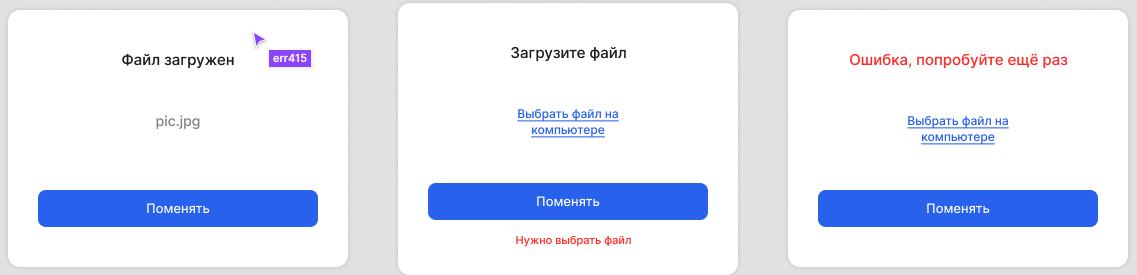 Файл загружен
err415
pic.jpg
Поменять
Загрузите файл
Выбрать файл на
компьютере
Поменять
Нужно выбрать файл
Ошибка, попробуйте ещё раз
Выбрать файл на
компьютере
Поменять